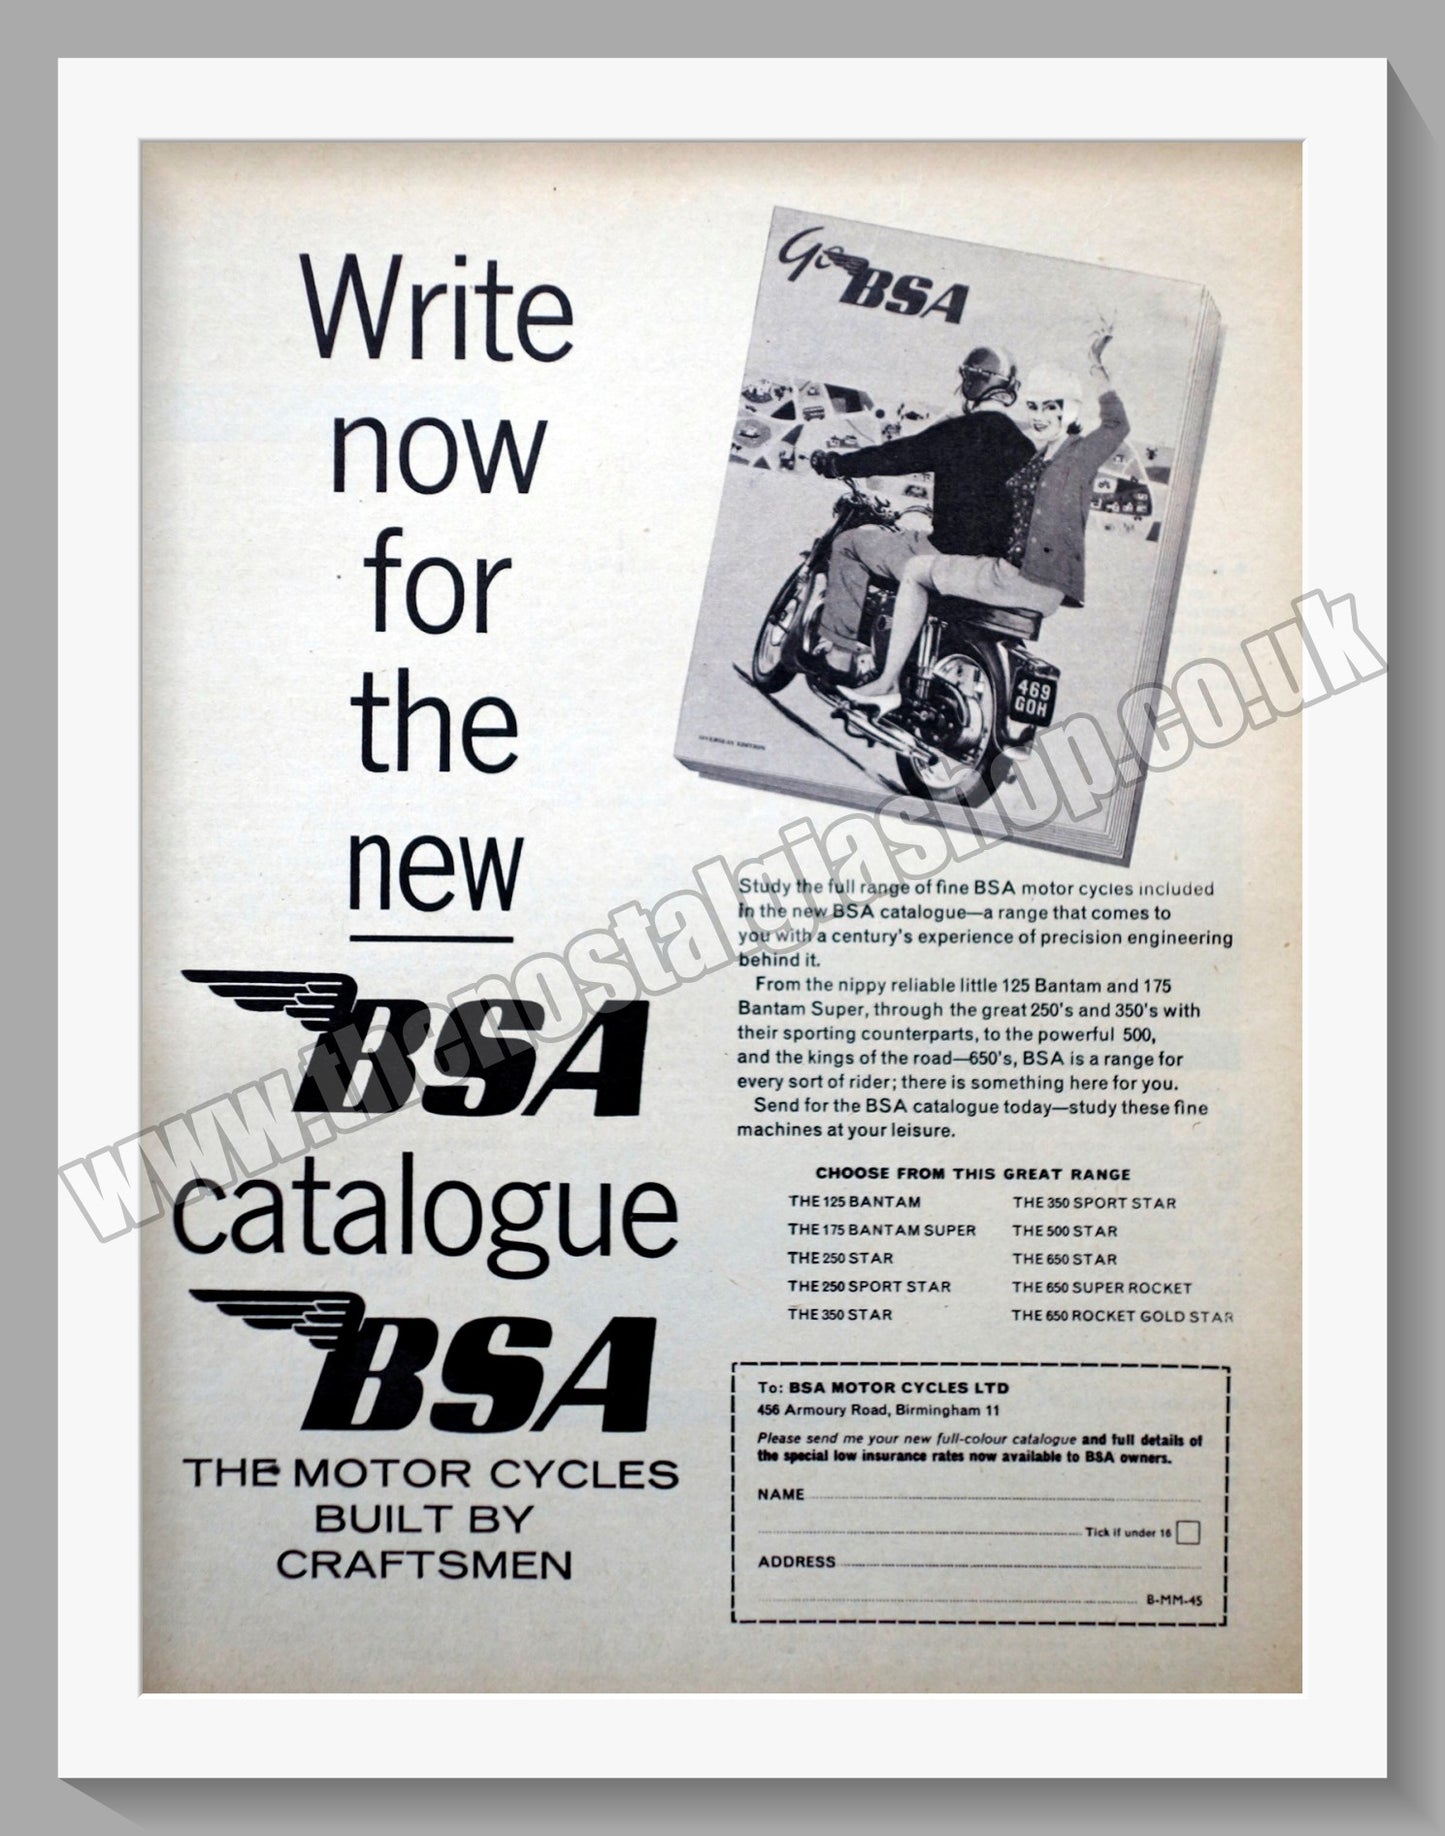 Write
now
for
the
new
BSA
catalogue
BSA
THE MOTOR CYCLES
BUILT BY
CRAFTSMEN
Go BSA
469
GOH
OVERSEAS EDITION
Study the full range of fine BSA motor cycles included
in the new BSA catalogue—a range that comes to
you with a century's experience of precision engineering
behind it.
From the nippy reliable little 125 Bantam and 175
Bantam Super, through the great 250's and 350's with
their sporting counterparts, to the powerful 500,
and the kings of the road—650's, BSA is a range for
every sort of rider; there is something here for you.
Send for the BSA catalogue today—study these fine
machines at your leisure.
CHOOSE FROM THIS GREAT RANGE
THE 125 BANTAM
THE 175 BANTAM SUPER
THE 250 STAR
THE 250 SPORT STAR
THE 350 STAR
THE 350 SPORT STAR
THE 500 STAR
THE 650 STAR
THE 650 SUPER ROCKET
THE 650 ROCKET GOLD STAR
To: BSA MOTOR CYCLES LTD
456 Armoury Road, Birmingham 11
Please send me your new full-colour catalogue and full details of
the special low insurance rates now available to BSA owners.
NAME
Tick if under 16
ADDRESS
B-MM-45
www.thenostalgiashop.co.uk